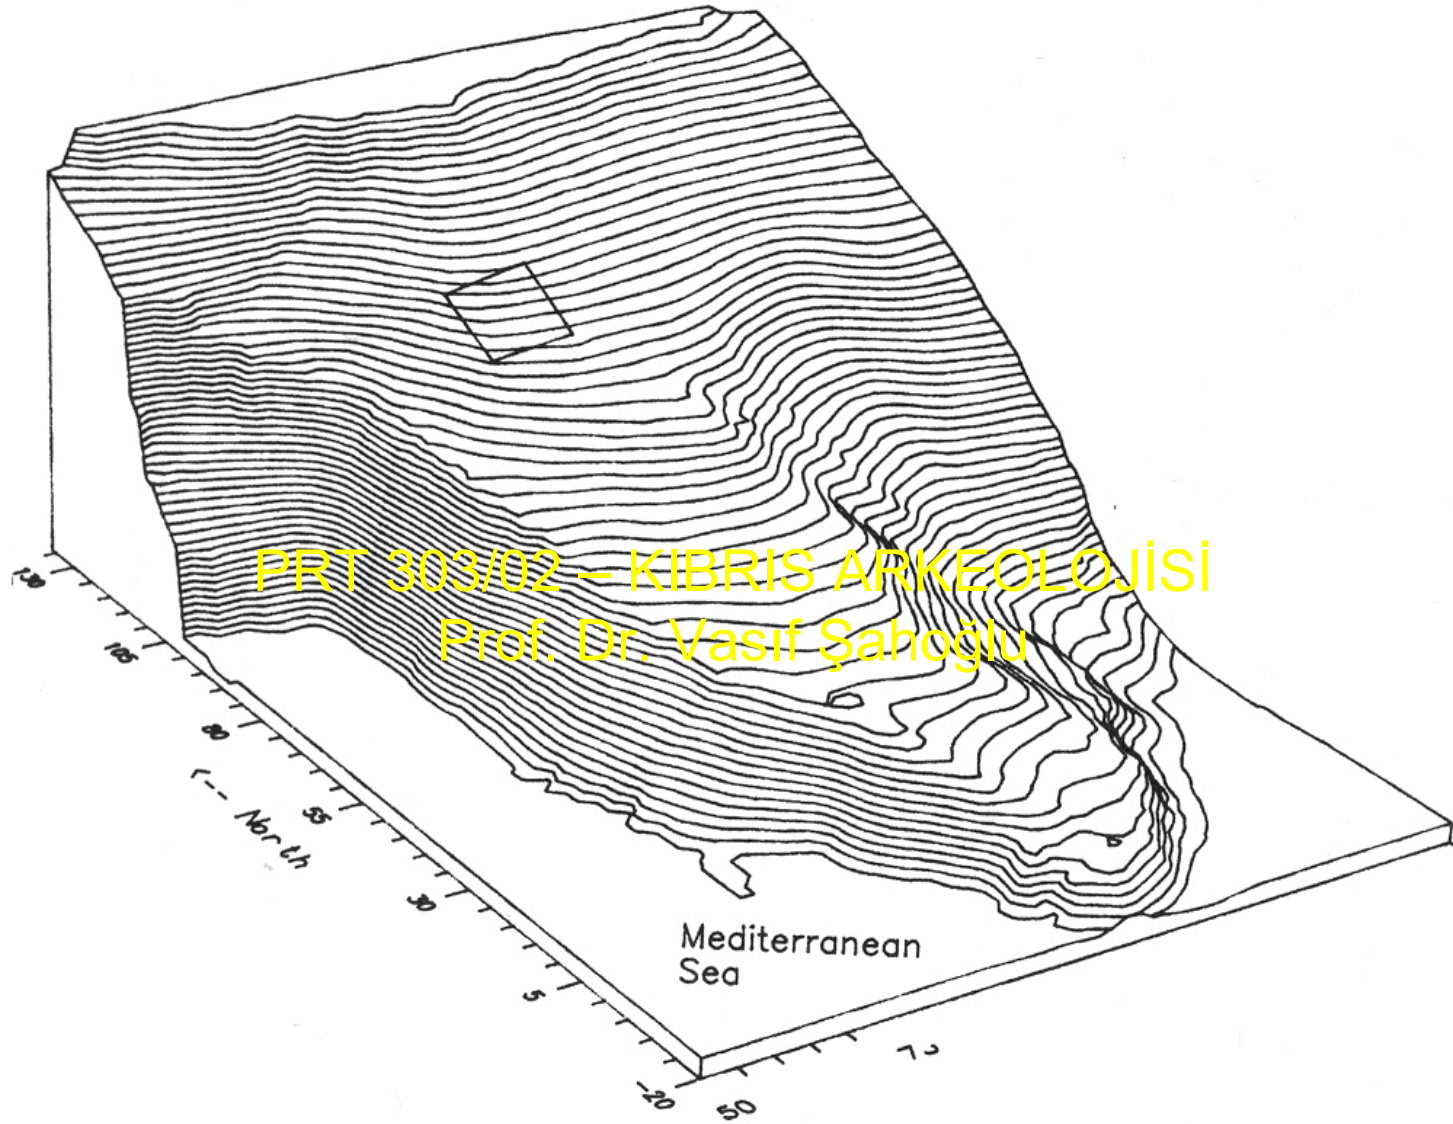 PRT 303/02 – KIBRIS ARKEOLOJİSİ
Prof. Dr. Vasıf Şahoğlu
130
105
80
<-- North
55
30
5
-20
50
Mediterranean
Sea